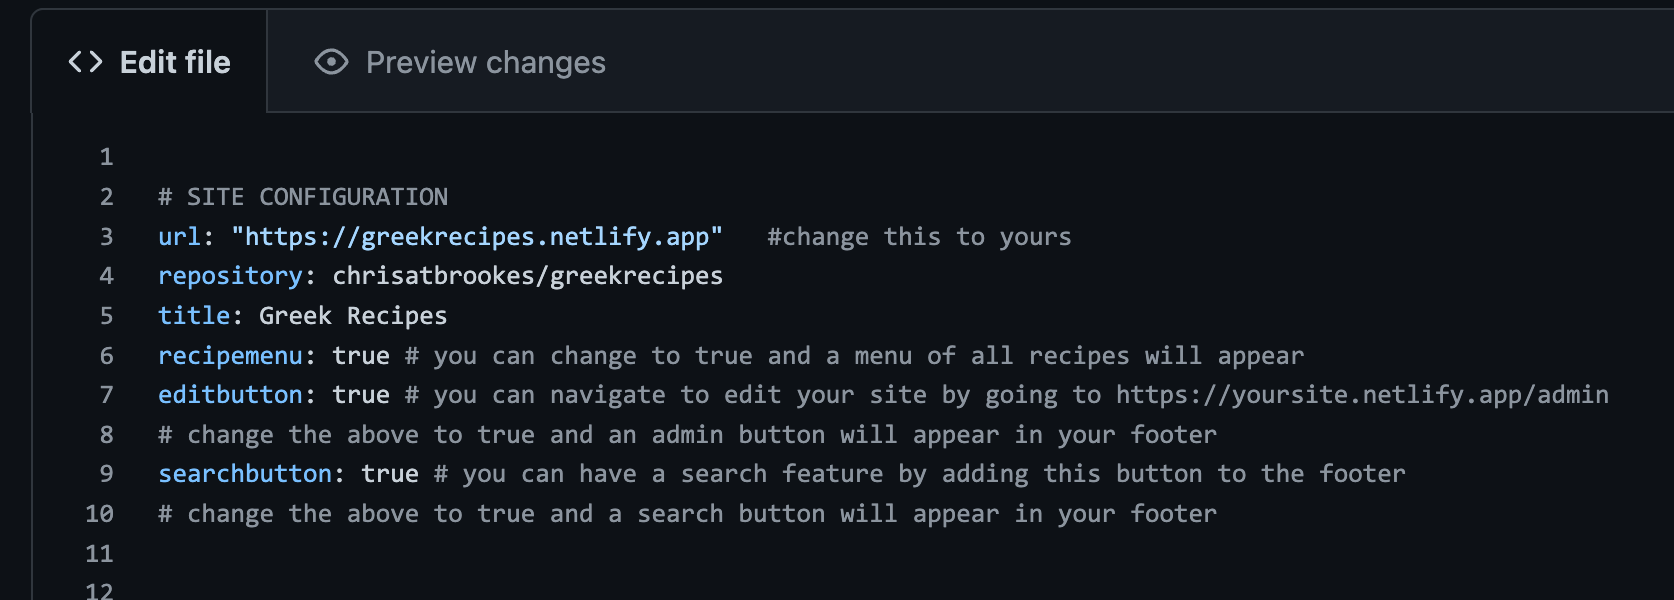 Edit file Preview changes
1
2 # SITE CONFIGURATION
3 url: "https://greekrecipes.netlify.app" #change this to yours
4 repository: chrisatbrookes/greekrecipes
5 title: Greek Recipes
6 recipemenu: true # you can change to true and a menu of all recipes will appear
7 editbutton: true # you can navigate to edit your site by going to https://yoursite.netlify.app/admin
8 # change the above to true and an admin button will appear in your footer
9 searchbutton: true # you can have a search feature by adding this button to the footer
10 # change the above to true and a search button will appear in your footer
11
12